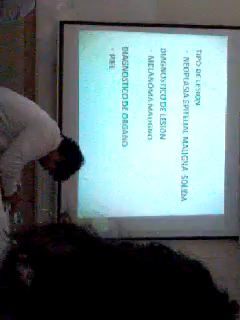 TIPO DE LESION
- NEOPLASIA EPITELIAL MALIGNA SOLIDA
DIAGNOSTICO DE LESION
- MELANOMA MALIGNO
DIAGNOSTICO DE ORGANO
- PIEL